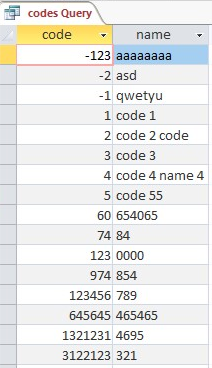 codes Query
code name
-123 aaaaaaaa
-2 asd
-1 qwetyu
1 code 1
2 code 2 code
3 code 3
4 code 4 name 4
5 code 55
60 654065
74 84
123 0000
974 854
123456 789
645645 465465
1321231 4695
3122123 321